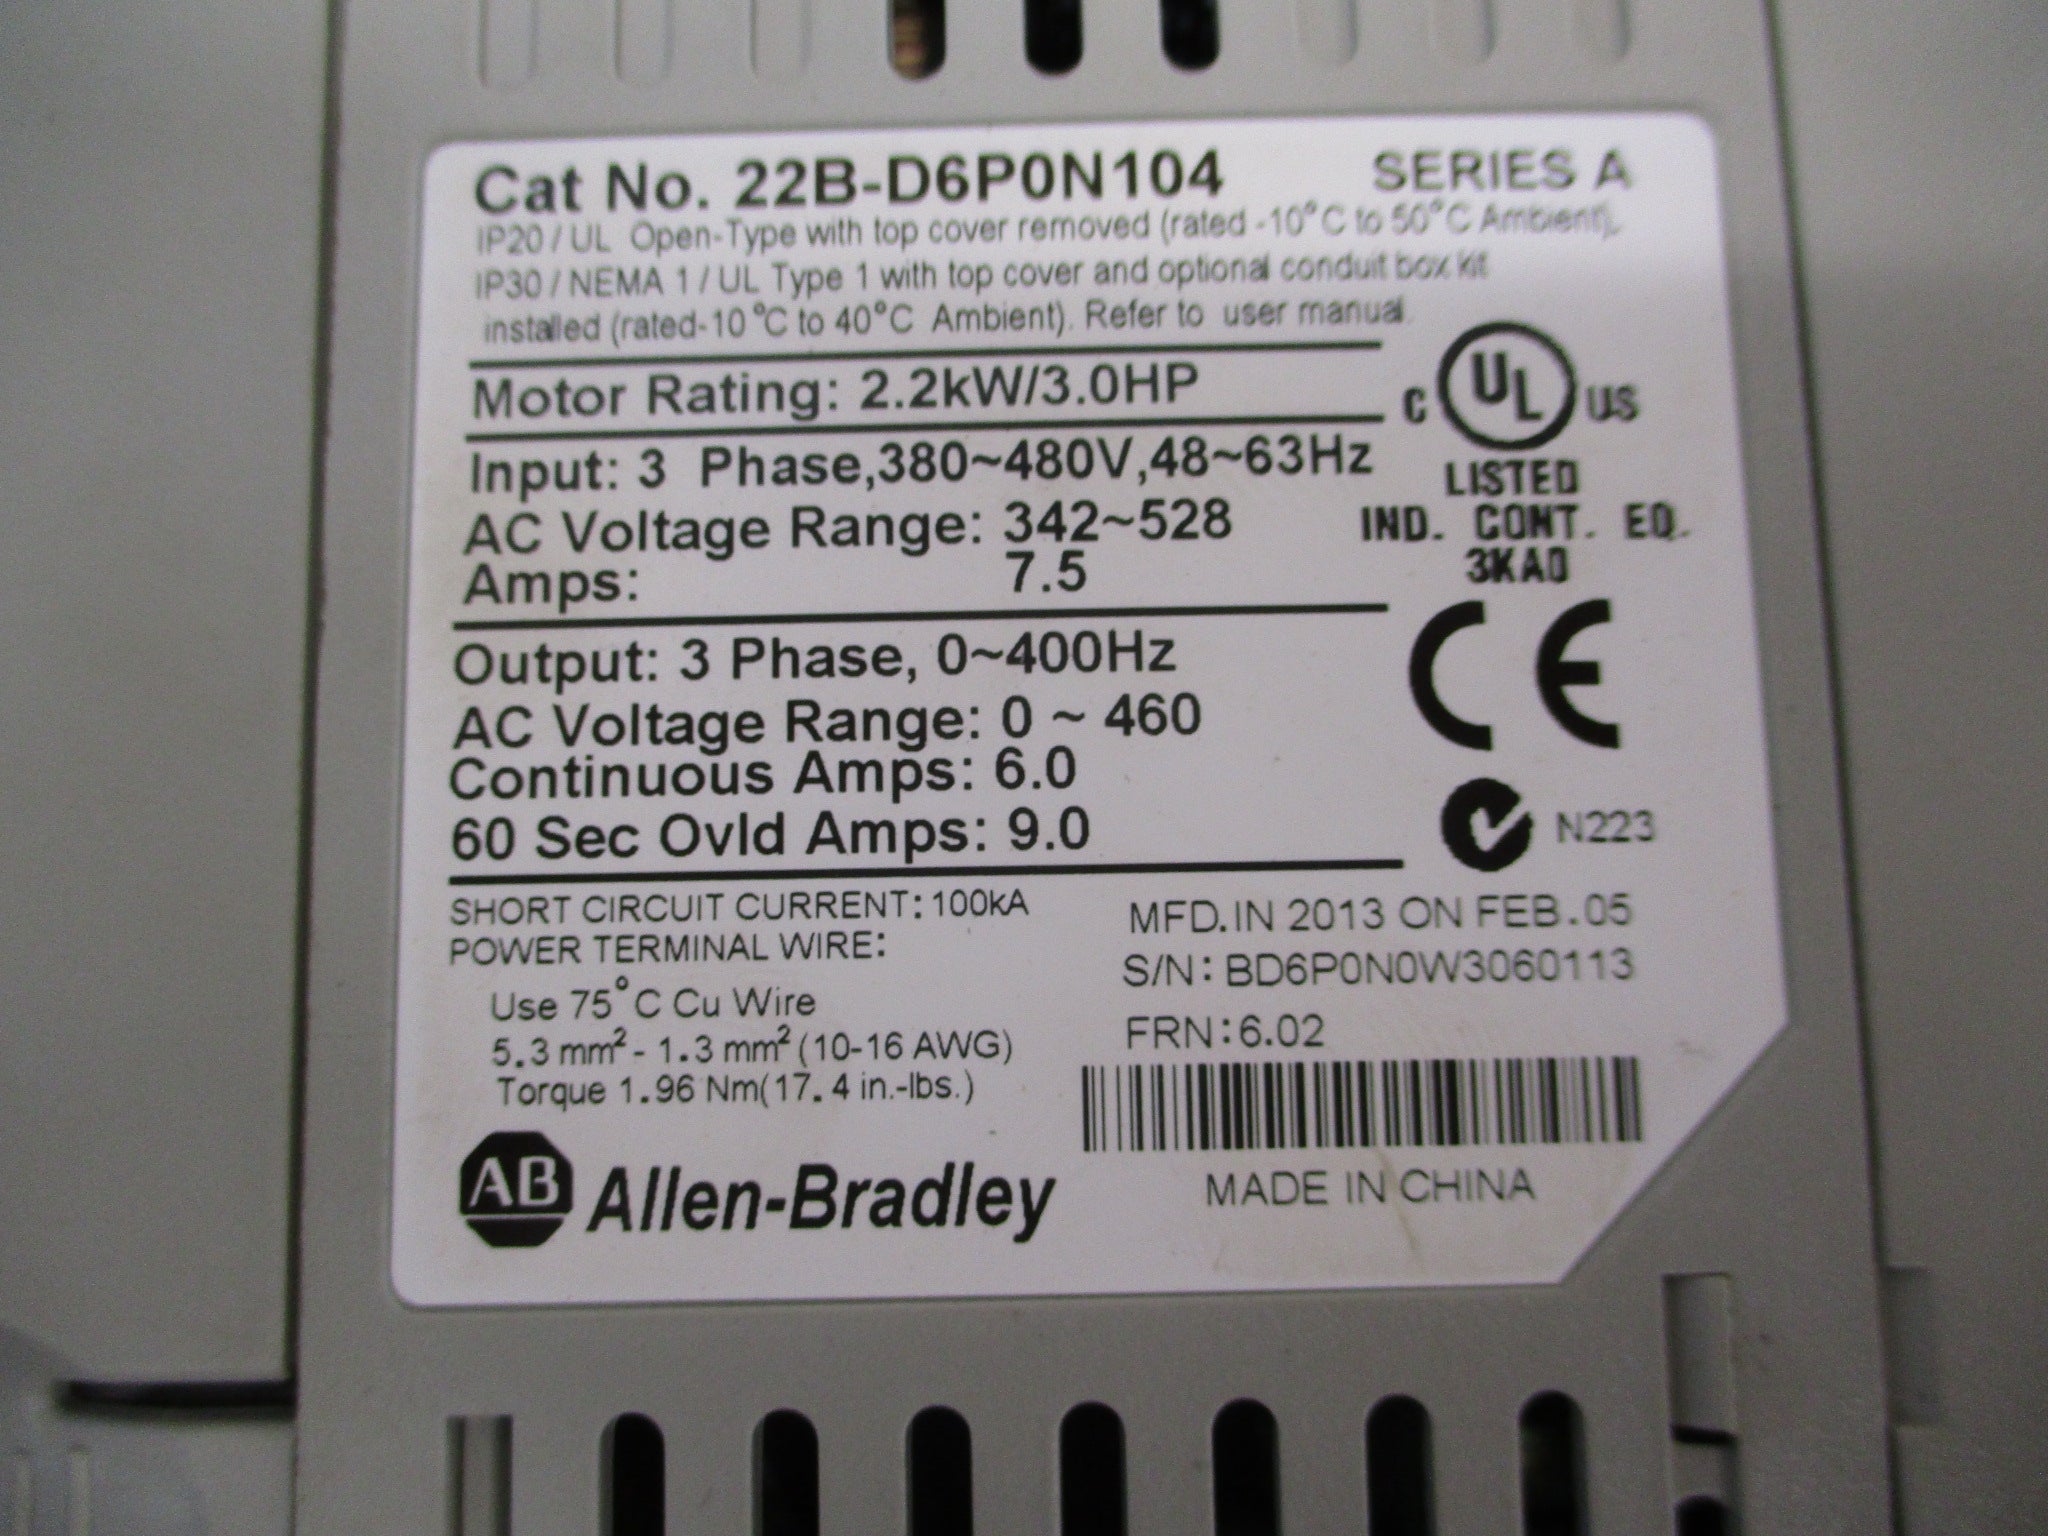 Cat No. 22B-D6P0N104 SERIES A
IP20 / UL Open-Type with top cover removed (rated -10°C to 50°C Ambient).
IP30 / NEMA 1 / UL Type 1 with top cover and optional conduit box kit
installed (rated-10°C to 40°C Ambient). Refer to user manual.
Motor Rating: 2.2kW/3.0HP
Input: 3 Phase,380~480V,48~63Hz
AC Voltage Range: 342~528
Amps: 7.5
C UL US
LISTED
IND. CONT. EQ.
3KA0
CE
Output: 3 Phase, 0~400Hz
AC Voltage Range: 0 ~ 460
Continuous Amps: 6.0
60 Sec Ovld Amps: 9.0
N223
SHORT CIRCUIT CURRENT: 100kA
POWER TERMINAL WIRE:
Use 75°C Cu Wire
5.3 mm² - 1.3 mm² (10-16 AWG)
Torque 1.96 Nm(17.4 in.-lbs.)
MFD.IN 2013 ON FEB.05
S/N: BD6P0N0W3060113
FRN:6.02
MADE IN CHINA
AB Allen-Bradley